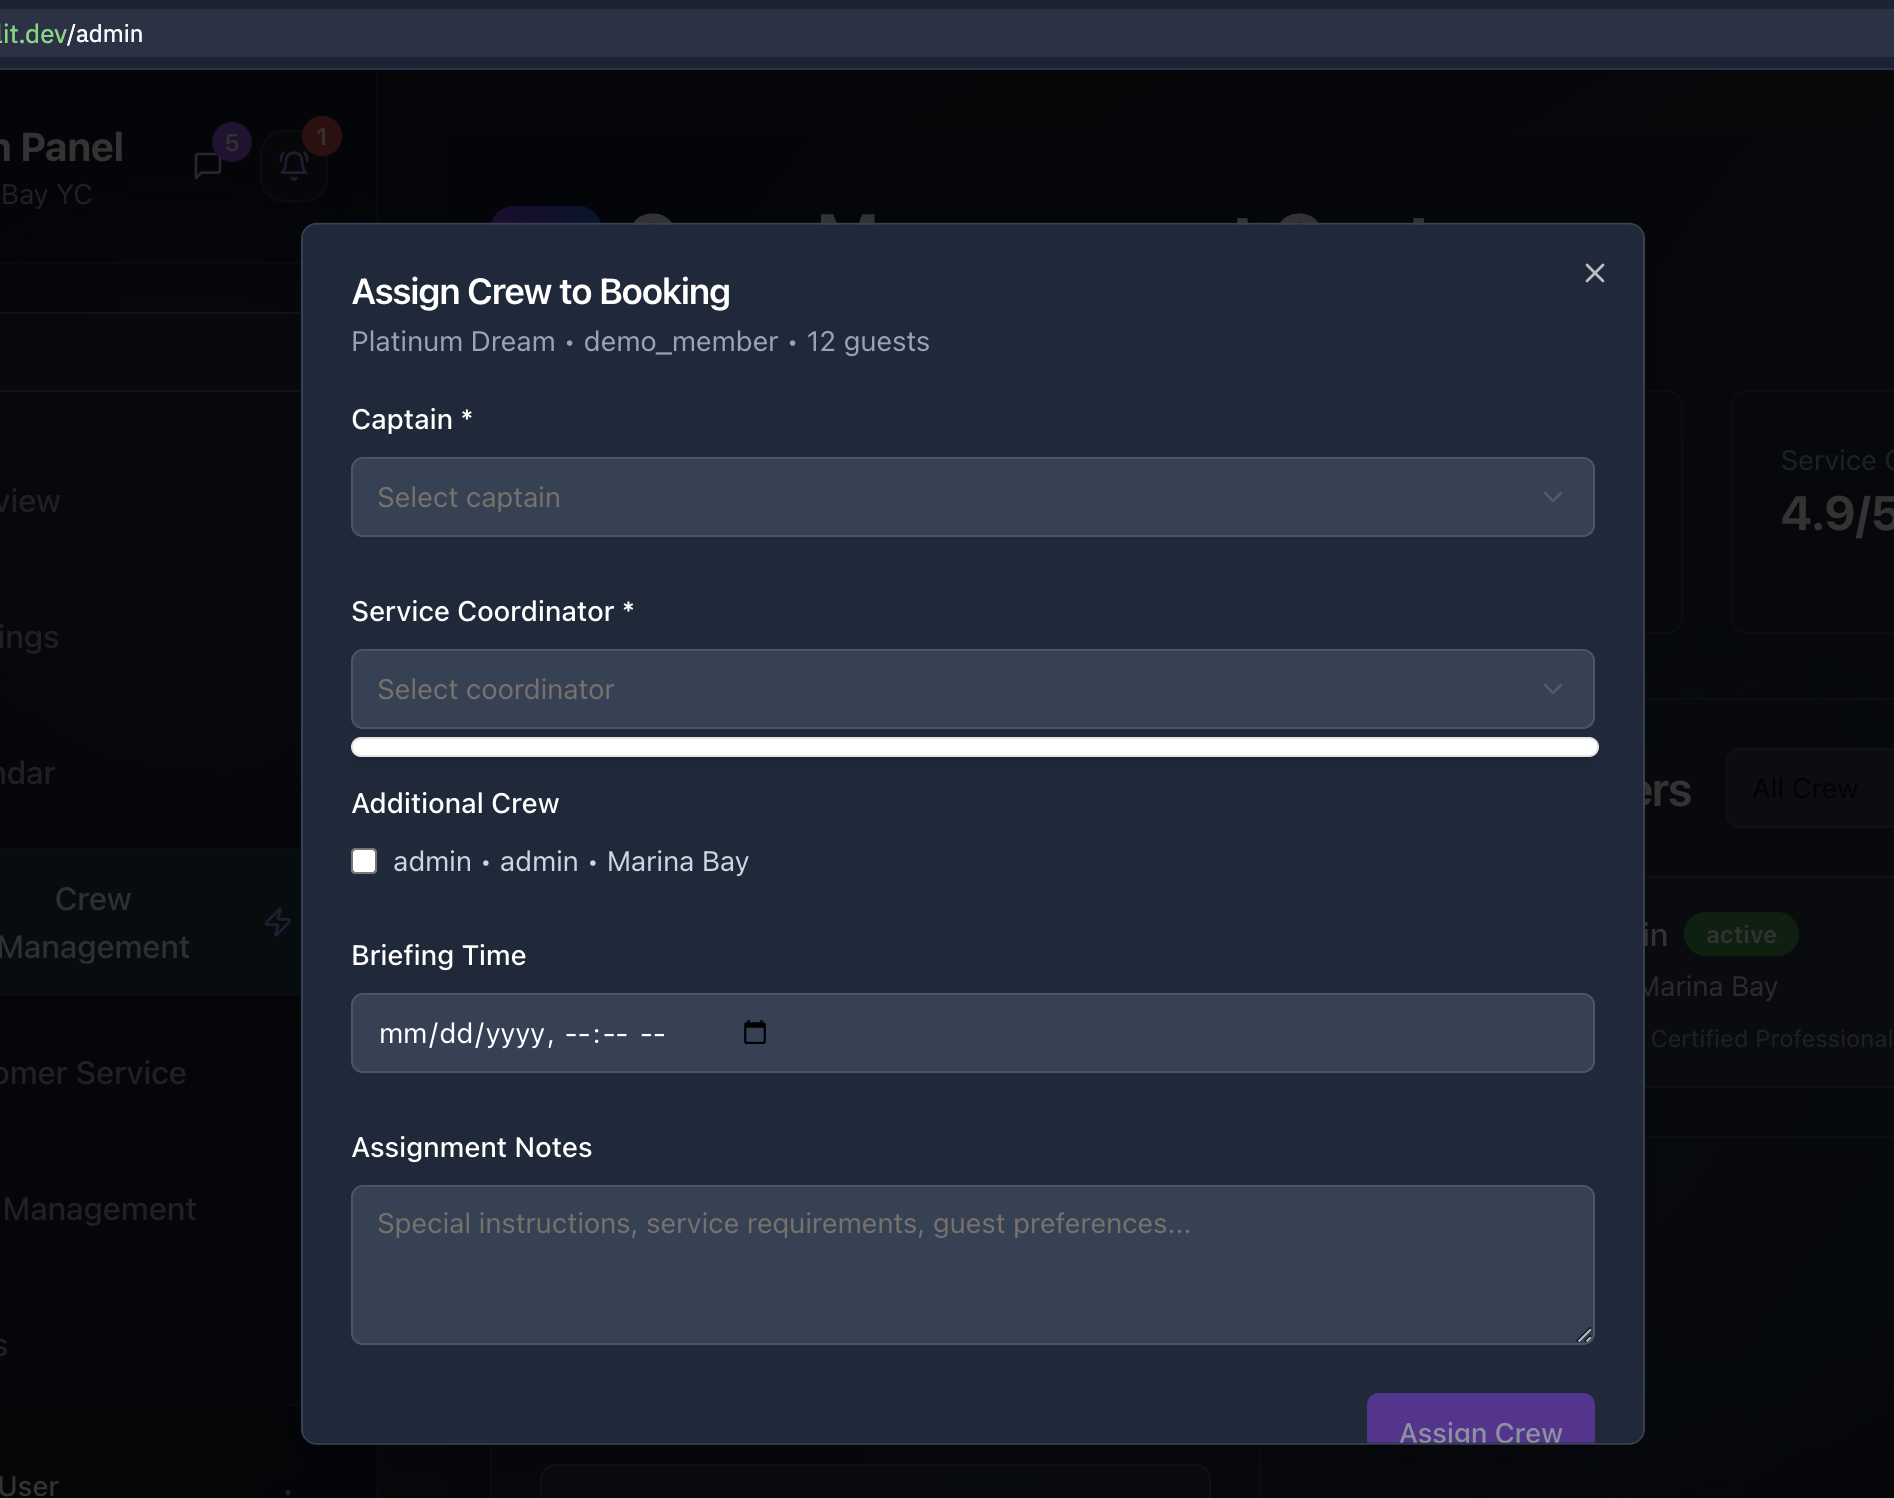 lit.dev/admin
n Panel
5
1
Bay YC
Assign Crew to Booking
Platinum Dream • demo_member • 12 guests
Captain *
Select captain
Service Coordinator *
Select coordinator
Additional Crew
admin • admin • Marina Bay
Briefing Time
mm/dd/yyyy, --:-- --
Assignment Notes
Special instructions, service requirements, guest preferences...
Assign Crew
view
ings
ndar
Crew
Management
omer Service
Management
s
User
Service C
4.9/5
ers
All Crew
in
active
Marina Bay
Certified Professional